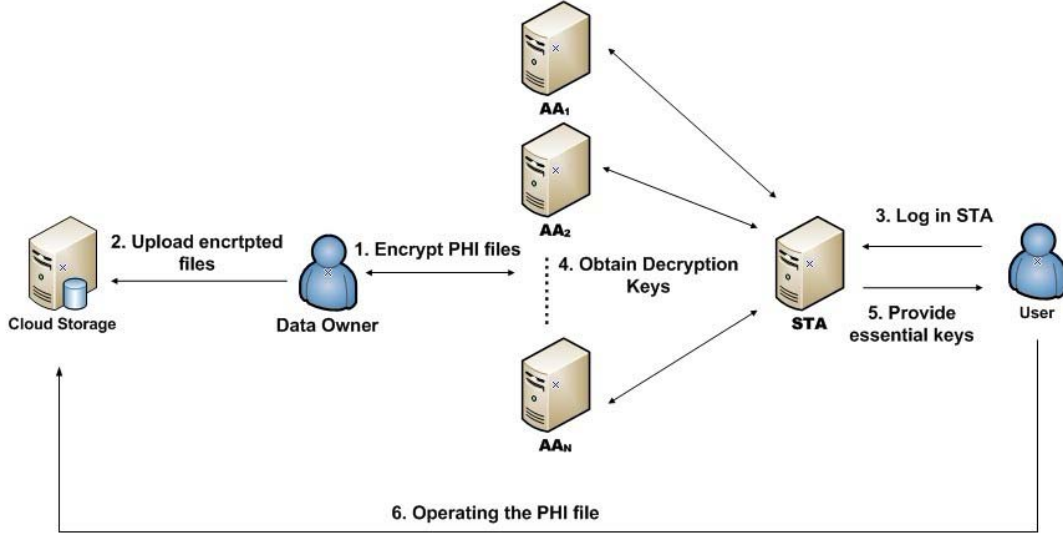 AA₁
AA₂
3. Log in STA
2. Upload encrtpted
files
1. Encrypt PHI files
4. Obtain Decryption
Keys
Cloud Storage
Data Owner
STA
5. Provide
essential keys
User
AAN
6. Operating the PHI file